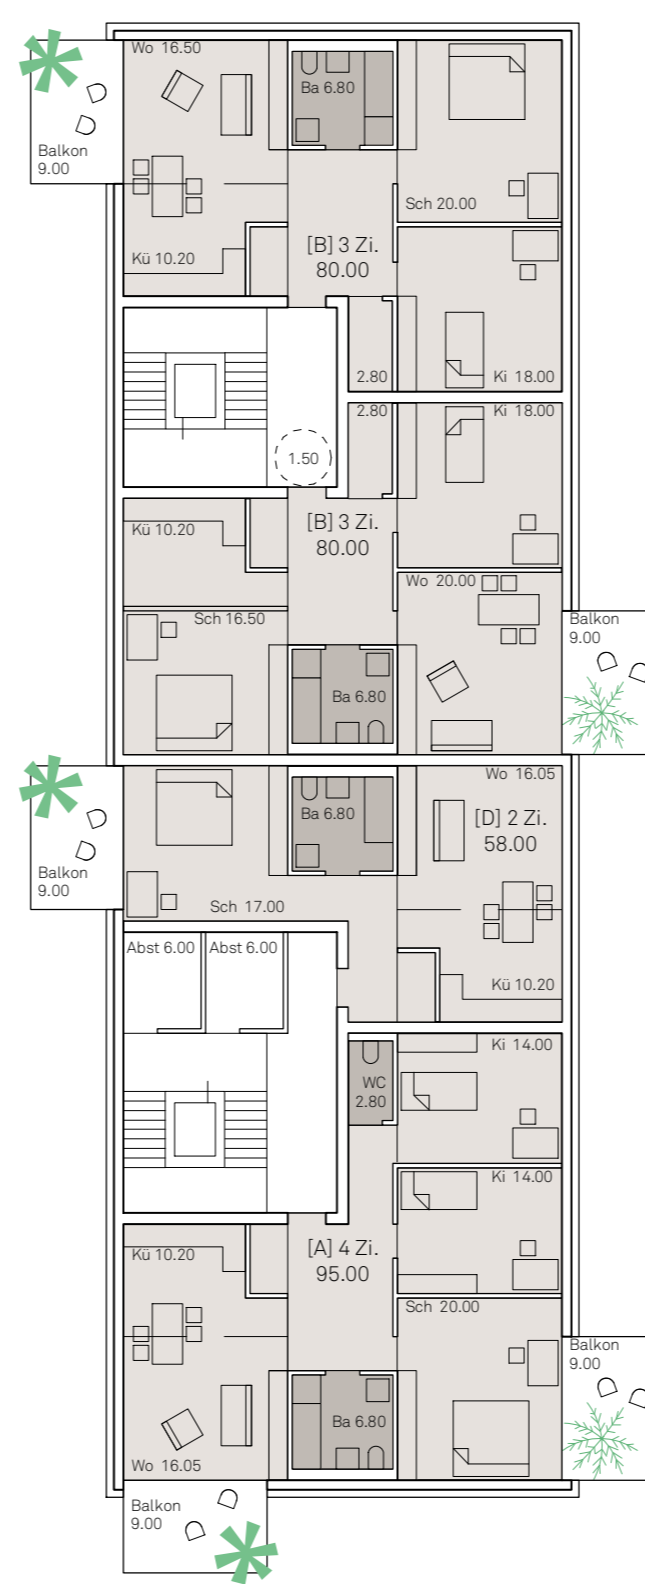 Wo 16.50
Ba 6.80
Balkon
9.00
Sch 20.00
Kü 10.20
[B] 3 Zi.
80.00
2.80
Ki 18.00
2.80
Ki 18.00
1.50
Kü 10.20
[B] 3 Zi.
80.00
Wo 20.00
Sch 16.50
Balkon
9.00
Ba 6.80
Wo 16.05
Ba 6.80
[D] 2 Zi.
58.00
Balkon
9.00
Sch 17.00
Abst 6.00
Abst 6.00
Kü 10.20
Ki 14.00
WC
2.80
Ki 14.00
Kü 10.20
[A] 4 Zi.
95.00
Sch 20.00
Balkon
9.00
Ba 6.80
Wo 16.05
Balkon
9.00